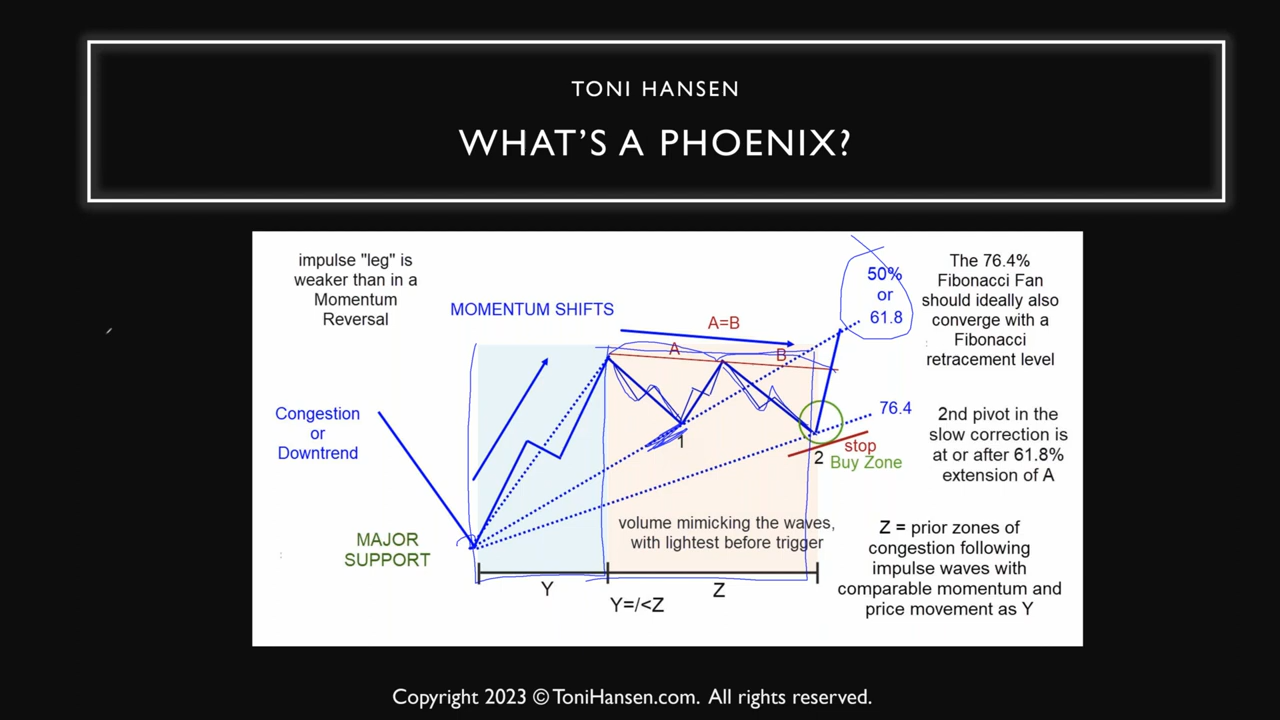 TONI HANSEN
WHAT'S A PHOENIX?
impulse "leg" is
weaker than in a
Momentum
Reversal
MOMENTUM SHIFTS
A=B
A
B
50%
or
61.8
The 76.4%
Fibonacci Fan
should ideally also
converge with a
Fibonacci
retracement level
Congestion
or
Downtrend
76.4
1
2
stop
Buy Zone
2nd pivot in the
slow correction is
at or after 61.8%
extension of A
MAJOR
SUPPORT
volume mimicking the waves,
with lightest before trigger
Z = prior zones of
congestion following
impulse waves with
comparable momentum and
price movement as Y
Y
Z
Y=/<Z
Copyright 2023 © ToniHansen.com. All rights reserved.